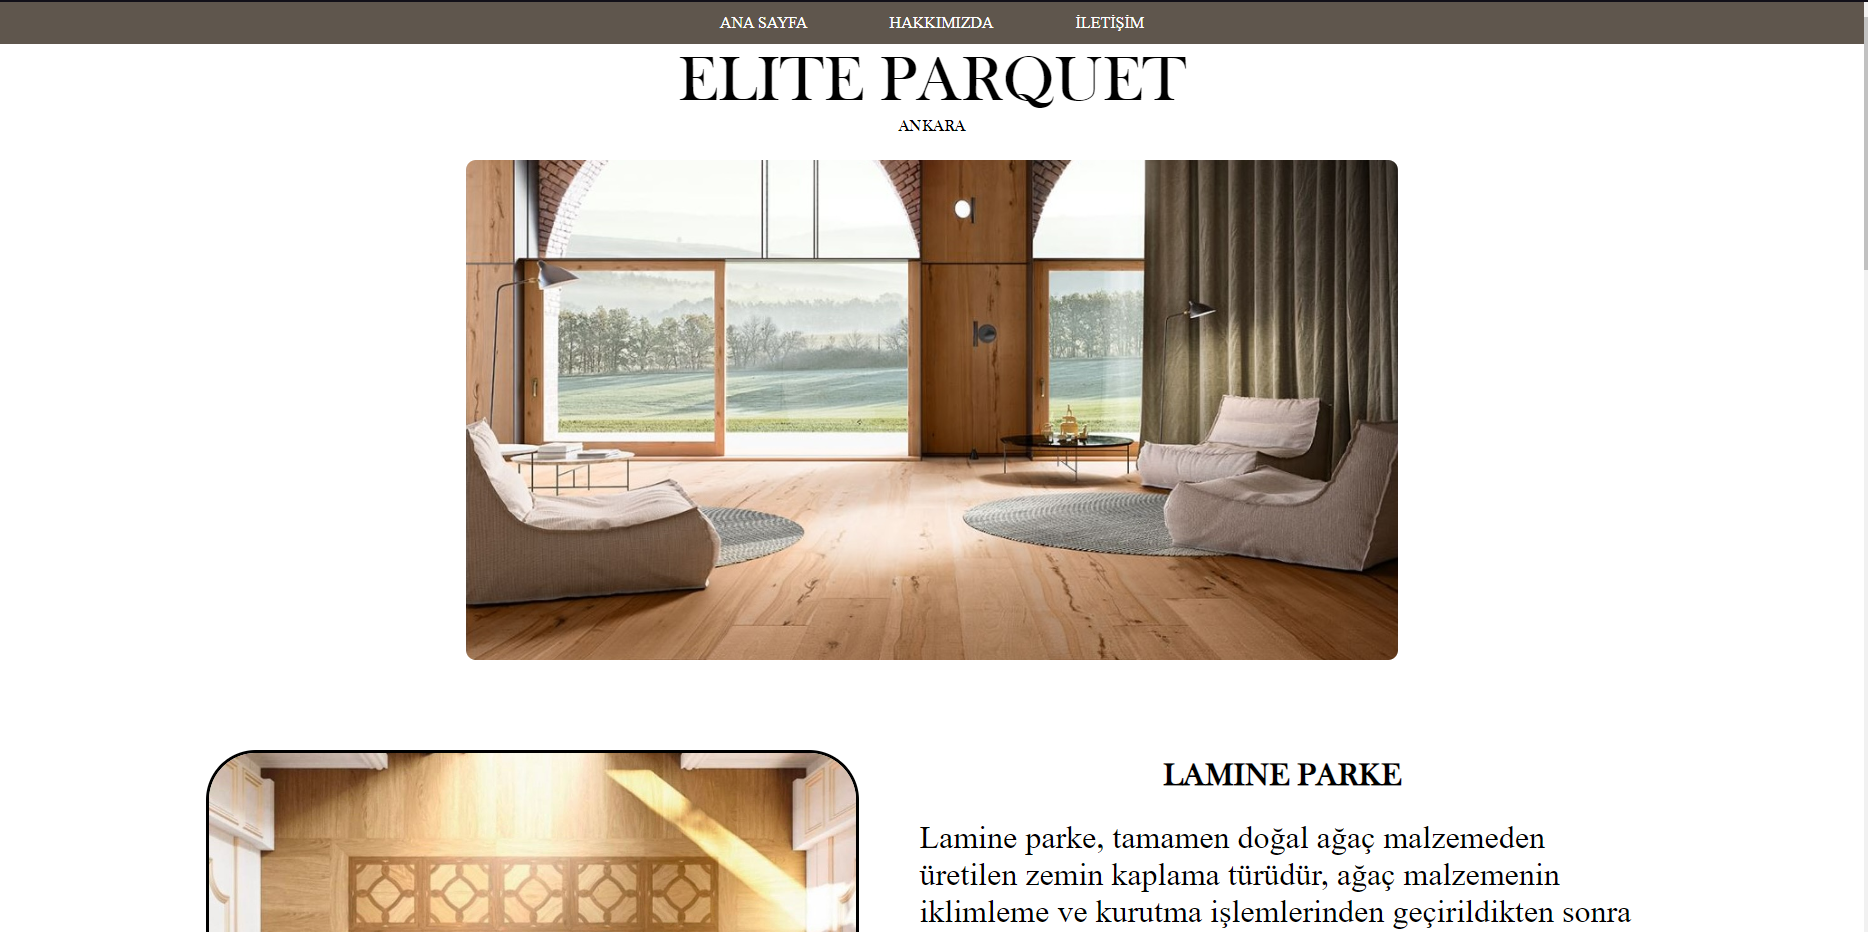 ANA SAYFA HAKKIMIZDA İLETİŞİM
ELITE PARQUET
ANKARA
LAMINE PARKE
Lamine parke, tamamen doğal ağaç malzemeden
üretilen zemin kaplama türüdür, ağaç malzemenin
iklimleme ve kurutma işlemlerinden geçirildikten sonra